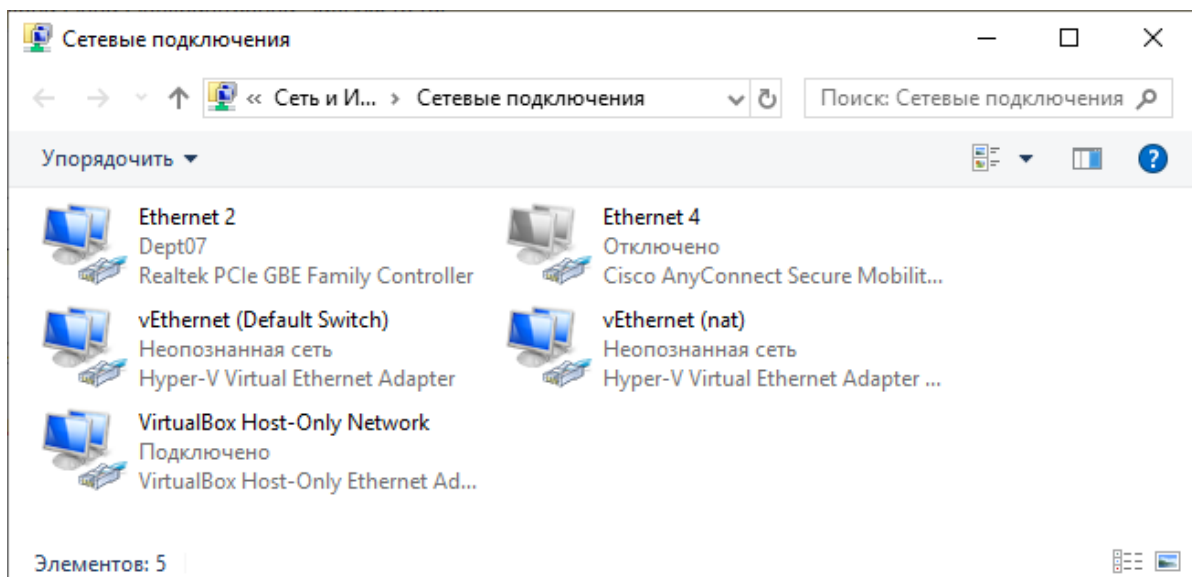 Сетевые подключения
« Сеть и И... › Сетевые подключения
Поиск: Сетевые подключения
Упорядочить
Ethernet 2
Dept07
Realtek PCIe GBE Family Controller
Ethernet 4
Отключено
Cisco AnyConnect Secure Mobilit...
vEthernet (Default Switch)
Неопознанная сеть
Hyper-V Virtual Ethernet Adapter
vEthernet (nat)
Неопознанная сеть
Hyper-V Virtual Ethernet Adapter ...
VirtualBox Host-Only Network
Подключено
VirtualBox Host-Only Ethernet Ad...
Элементов: 5